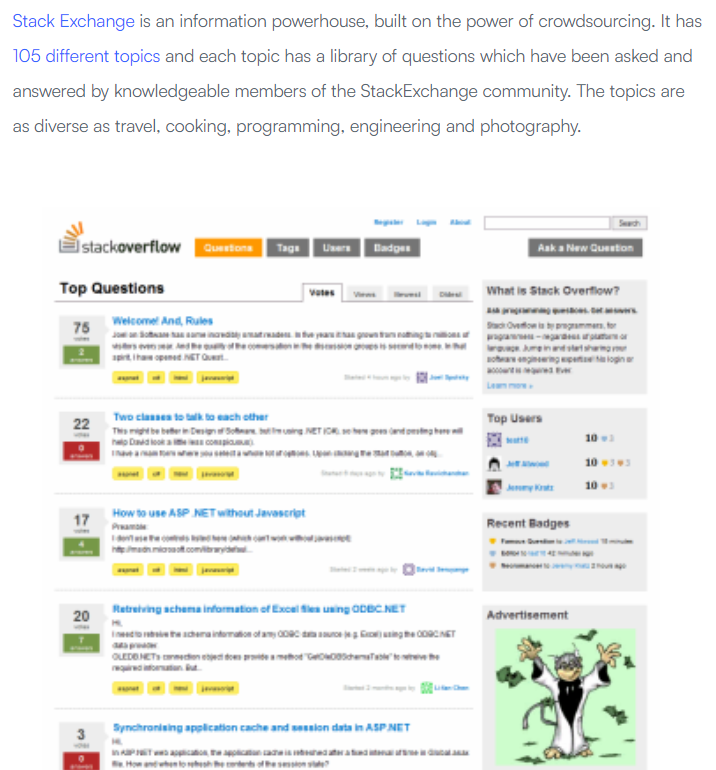 Stack Exchange is an information powerhouse, built on the power of crowdsourcing. It has
105 different topics and each topic has a library of questions which have been asked and
answered by knowledgeable members of the StackExchange community. The topics are
as diverse as travel, cooking, programming, engineering and photography.
Register Login About Search
stackoverflow Questions Tags Users Badges Ask a New Question
Top Questions Votes Views Newest Oldest
75 votes
2 answers
Welcome! And, Rules
Joel on Software has some incredibly smart readers. In five years it has grown from nothing to millions of
visitors every year. And the quality of the conversation in the discussion groups is second to none. In that
spirit, I have opened .NET Quest...
aspnet c# html javascript
Started 4 hours ago by Joel Spolsky
22 votes
0 answers
Two classes to talk to each other
This might be better in Design of Software, but I'm using .NET (C#), so here goes (and posting here will
help David look a little less conspicuous).
I have a main form where you select a whole lot of options. Upon clicking the Start button, an obj...
aspnet c# html javascript
Started 9 days ago by
17 votes
4 answers
How to use ASP .NET without Javascript
Preamble:
I don't use the controls listed here (which can't work without javascript):
http://msdn.microsoft.com/library/defaul...
aspnet c# html javascript
Started 2 weeks ago by David
20 votes
7 answers
Retreiving schema information of Excel files using ODBC.NET
Hi,
I need to retreive the schema information of any ODBC data source (e.g. Excel) using the ODBC.NET
data provider.
OLEDB.NET's connection object does provide a method "GetOleDBSchemaTable" to retreive the
required information. But...
aspnet c# html javascript
Started 2 months ago by Li-fan Chen
3 votes
0 answers
Synchronising application cache and session data in ASP.NET
Hi,
In ASP.NET web application, the application cache is refreshed after a fixed interval of time in Global.asax
file. How and when to refresh the contents of the session state?
What is Stack Overflow?
Ask programming questions. Get answers.
Stack Overflow is by programmers, for
programmers – regardless of platform or
language. Jump in and start sharing your
software engineering expertise! No login or
account is required. Ever.
Learn more »
Top Users
test10 10 3
Jeff Atwood 10 3 3
Jeremy Kratz 10 3
Recent Badges
Famous Question to Jeff Atwood 18 minutes
Editor to test10 42 minutes ago
Necromancer to Jeremy Kratz 2 hours ago
Advertisement